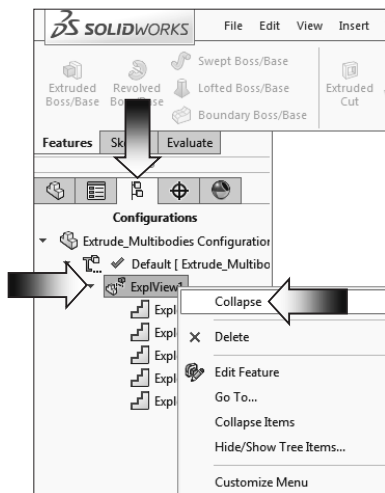 SOLIDWORKS File Edit View Insert
Swept Boss/Base
Extruded Boss/Base
Revolved
Lofted Boss/Base
Extruded Cut
Boundary Boss/Base
Features Evaluate
Configurations
Extrude_Multibodies
Default [
ExplView1
Collapse
Delete
Edit Feature
Go To...
Collapse Items
Hide/Show Tree Items...
Customize Menu